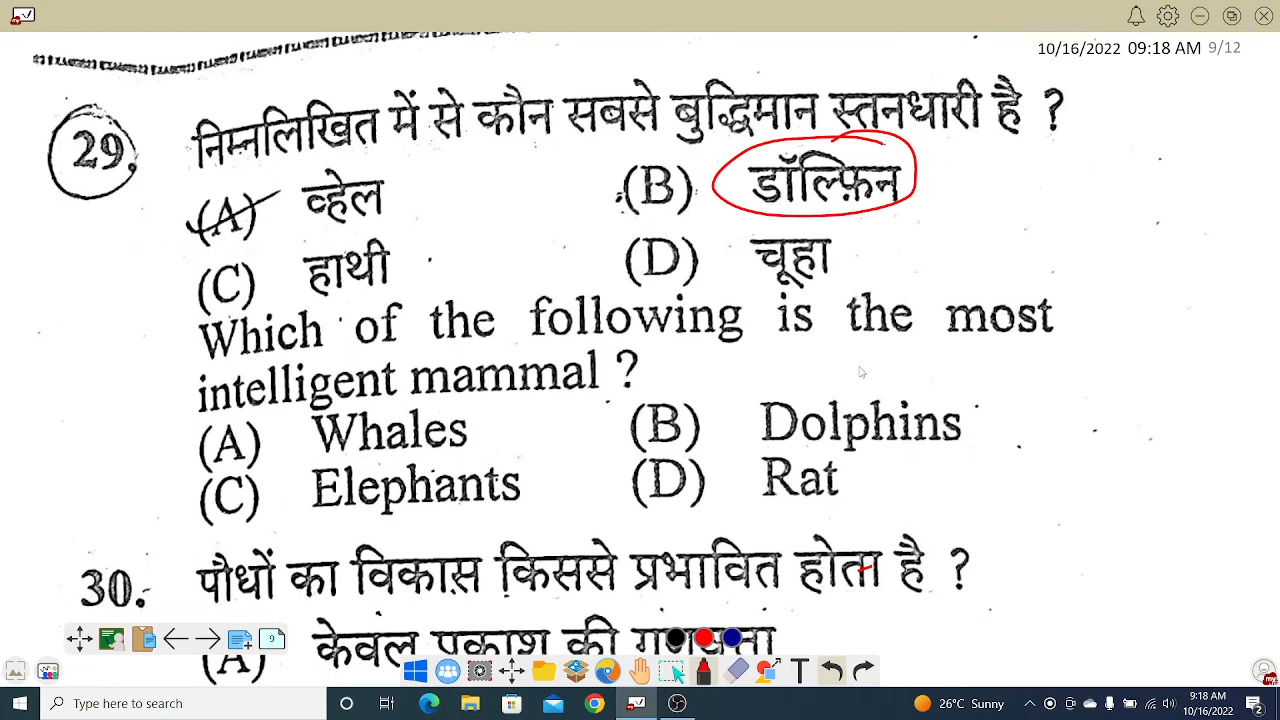 10/16/2022 09:18 AM 9/12
29. निम्नलिखित में से कौन सबसे बुद्धिमान स्तनधारी है ?
(A) व्हेल (B) डॉल्फ़िन
(C) हाथी (D) चूहा
Which of the following is the most
intelligent mammal ?
(A) Whales (B) Dolphins
(C) Elephants (D) Rat
30. पौधों का विकास किससे प्रभावित होता है ?
(A) केवल प्रकाश की गुणवत्ता
9
T
Type here to search
26°C Sunny
9:18 AM
10/16/2022